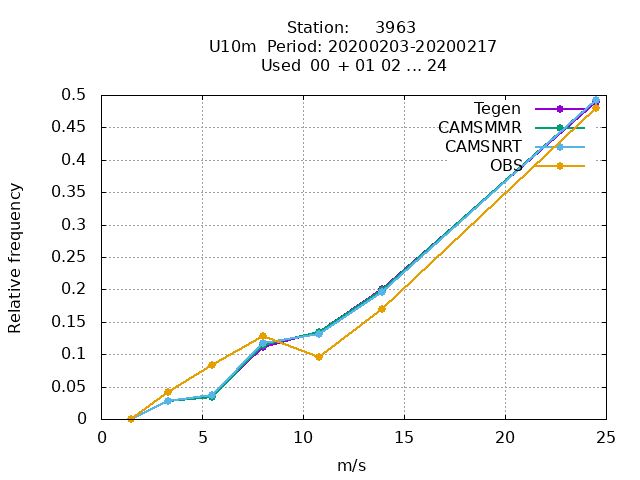 Station: 3963
U10m Period: 20200203-20200217
Used 00 + 01 02 ... 24
0.5
0.45
0.4
0.35
0.3
0.25
0.2
0.15
0.1
0.05
0
Relative frequency
Tegen
CAMSMMR
CAMSNRT
OBS
0 5 10 15 20 25
m/s